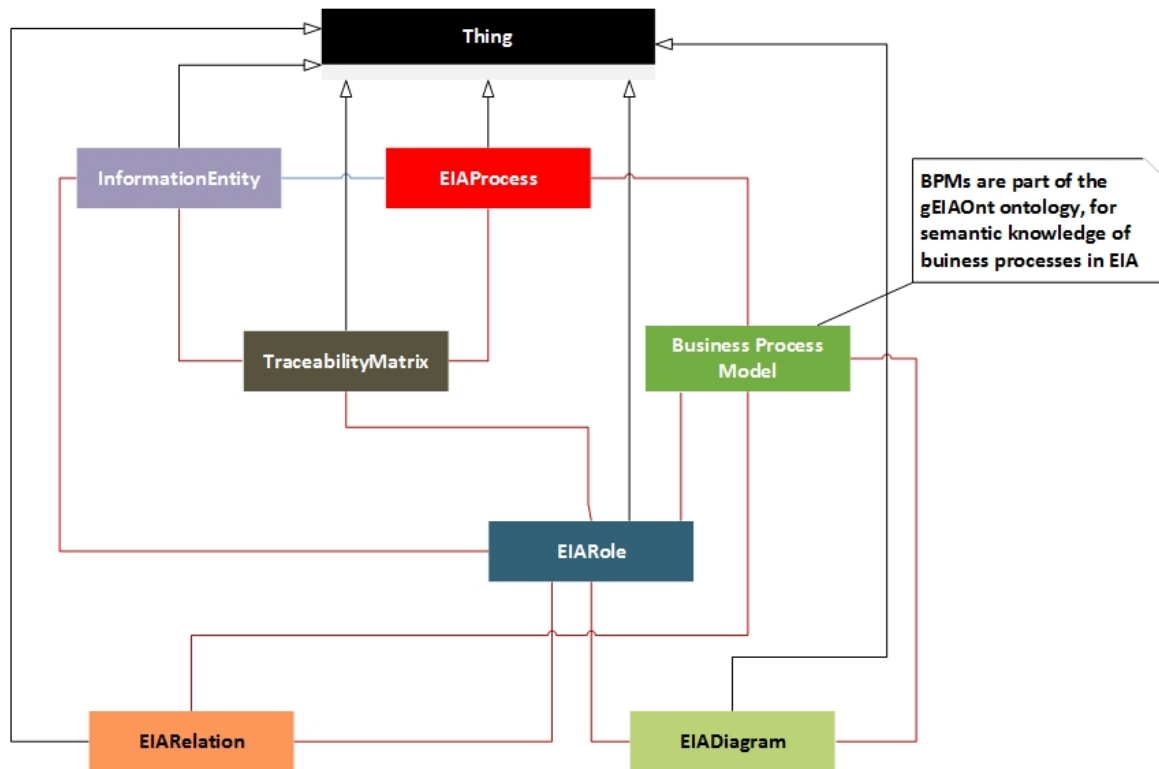 Thing
InformationEntity
EIAProcess
BPMs are part of the
gEIAOnt ontology, for
semantic knowledge of
buiness processes in EIA
TraceabilityMatrix
Business Process
Model
EIARole
EIARelation
EIADiagram